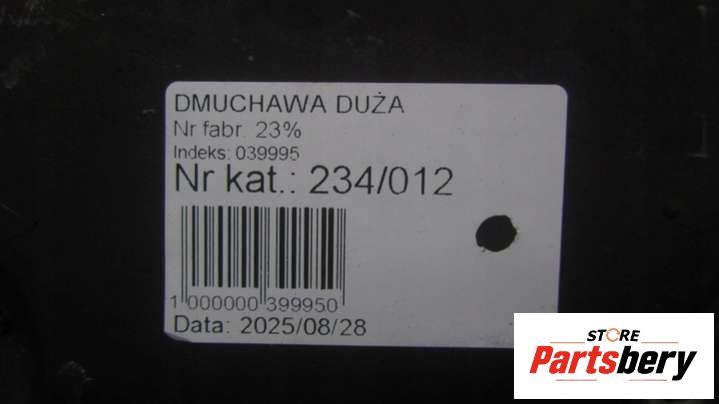 DMUCHAWA DUŻA
Nr fabr. 23%
Indeks: 039995
Nr kat.: 234/012
1 000000 399950
Data: 2025/08/28
STORE
Partsbery